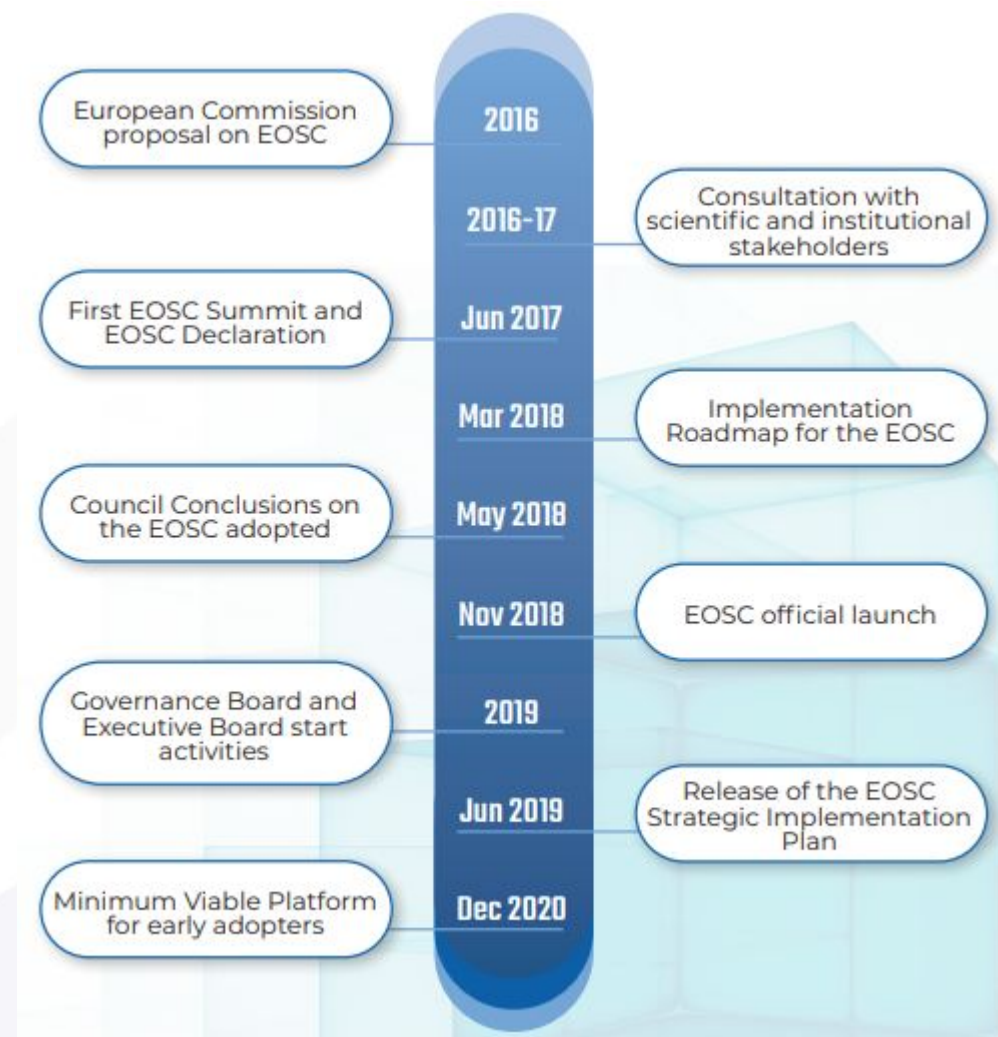 European Commission
proposal on EOSC
2016
2016-17
Consultation with
scientific and institutional
stakeholders
First EOSC Summit and
EOSC Declaration
Jun 2017
Mar 2018
Implementation
Roadmap for the EOSC
Council Conclusions on
the EOSC adopted
May 2018
Nov 2018
EOSC official launch
Governance Board and
Executive Board start
activities
2019
Jun 2019
Release of the EOSC
Strategic Implementation
Plan
Minimum Viable Platform
for early adopters
Dec 2020